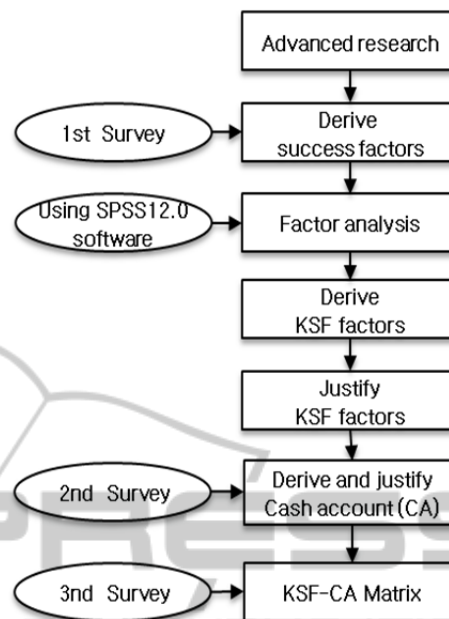 Advanced research
1st Survey
Derive
success factors
Using SPSS12.0
software
Factor analysis
Derive
KSF factors
Justify
KSF factors
2nd Survey
Derive and justify
Cash account(CA)
3rd Survey
KSF-CA Matrix